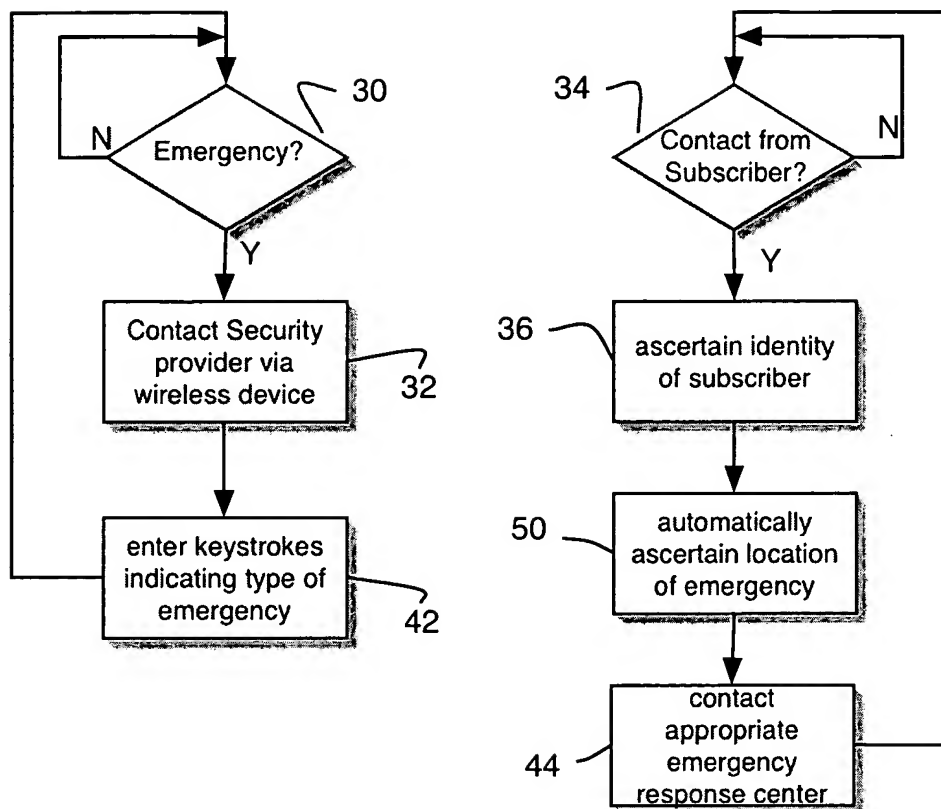 30
Emergency?
N
Y
Contact Security
provider via
wireless device
32
enter keystrokes
indicating type of
emergency
42
34
Contact from
Subscriber?
N
Y
36
ascertain identity
of subscriber
50
automatically
ascertain location
of emergency
44
contact
appropriate
emergency
response center